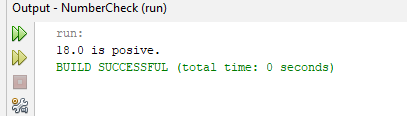 Output - NumberCheck (run)
run:
18.0 is posive.
BUILD SUCCESSFUL (total time: 0 seconds)